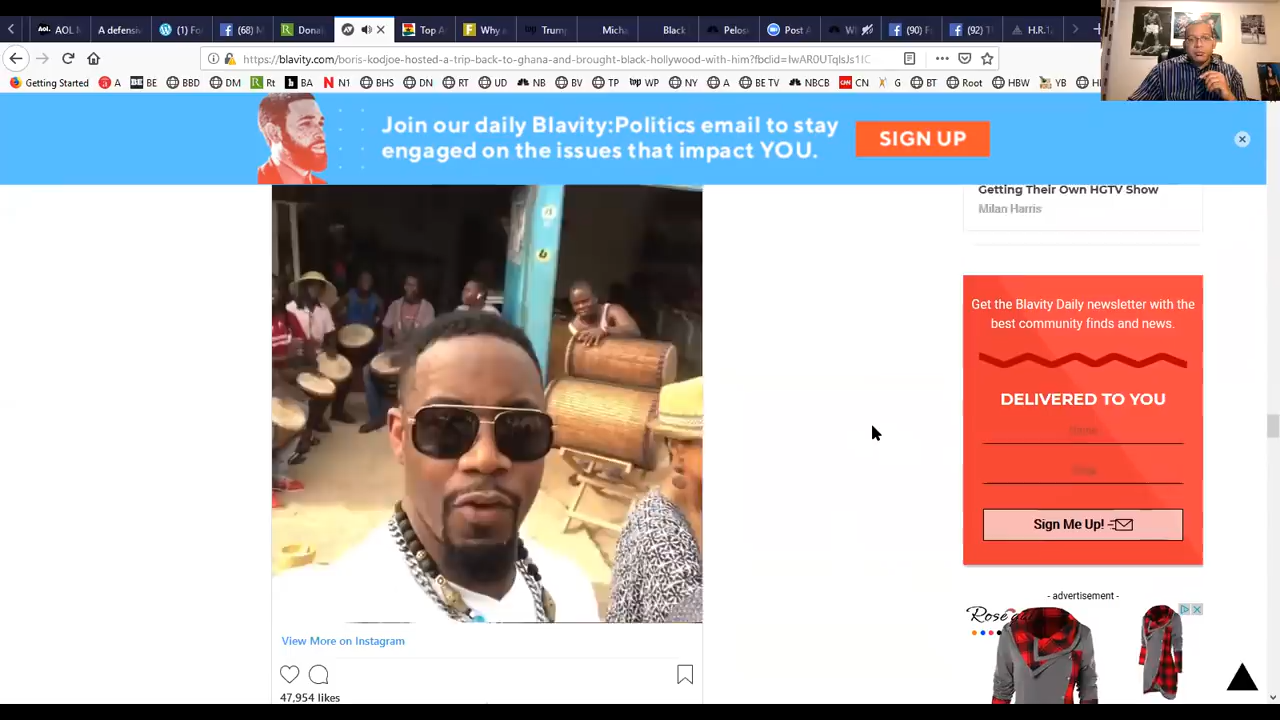 AOL
A defensi
(1) Fo
(68) M
Donal
Top A
Why a
Trump
Micha
Black
Pelos
Post A
(90) Fo
(92) T
H.R.1
https://blavity.com/boris-kodjoe-hosted-a-trip-back-to-ghana-and-brought-black-hollywood-with-him?fbclid=IwAR0UTqlsJs1IC
Getting Started
BE
BBD
DM
Rt
BA
N1
BHS
DN
RT
UD
NB
BV
TP
WP
NY
A
BE TV
NBCB
CN
G
BT
Root
HBW
YB
Join our daily Blavity:Politics email to stay
engaged on the issues that impact YOU.
SIGN UP
Getting Their Own HGTV Show
Milan Harris
Get the Blavity Daily newsletter with the
best community finds and news.
DELIVERED TO YOU
Name
Email
Sign Me Up!
- advertisement -
View More on Instagram
47,954 likes